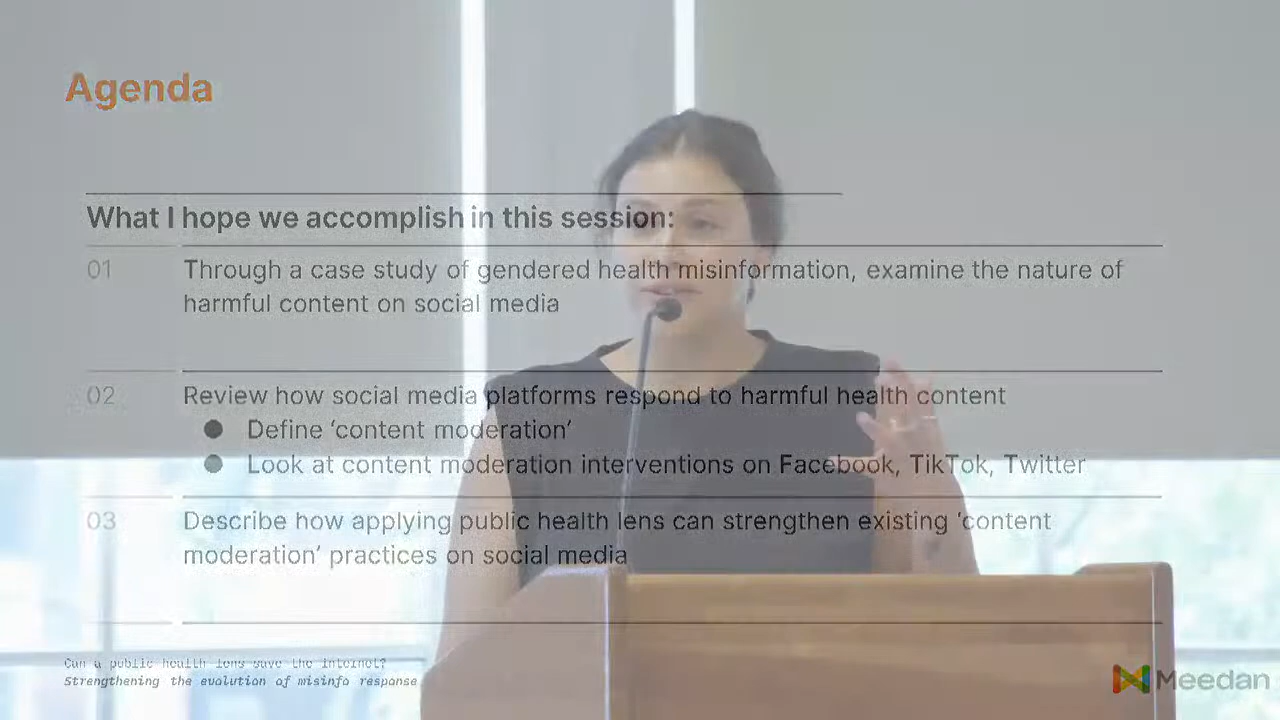 Agenda
What I hope we accomplish in this session:
01
Through a case study of gendered health misinformation, examine the nature of
harmful content on social media
02
Review how social media platforms respond to harmful health content
● Define ‘content moderation’
● Look at content moderation interventions on Facebook, TikTok, Twitter
03
Describe how applying public health lens can strengthen existing ‘content
moderation’ practices on social media
Can a public health lens save the internet?
Strengthening the evolution of misinfo response
Meedan